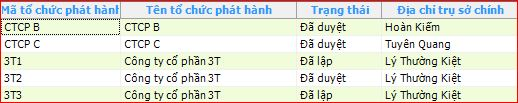 Mã tổ chức phát hành Tên tổ chức phát hành Trạng thái Địa chỉ trụ sở chính
CTCP B CTCP B Đã duyệt Hoàn Kiếm
CTCP C CTCP C Đã duyệt Tuyên Quang
3T1 Công ty cổ phần 3T Đã lập Lý Thường Kiệt
3T2 Công ty cổ phần 3T Đã duyệt Lý Thường Kiệt
3T3 Công ty cổ phần 3T Đã lập Lý Thường Kiệt